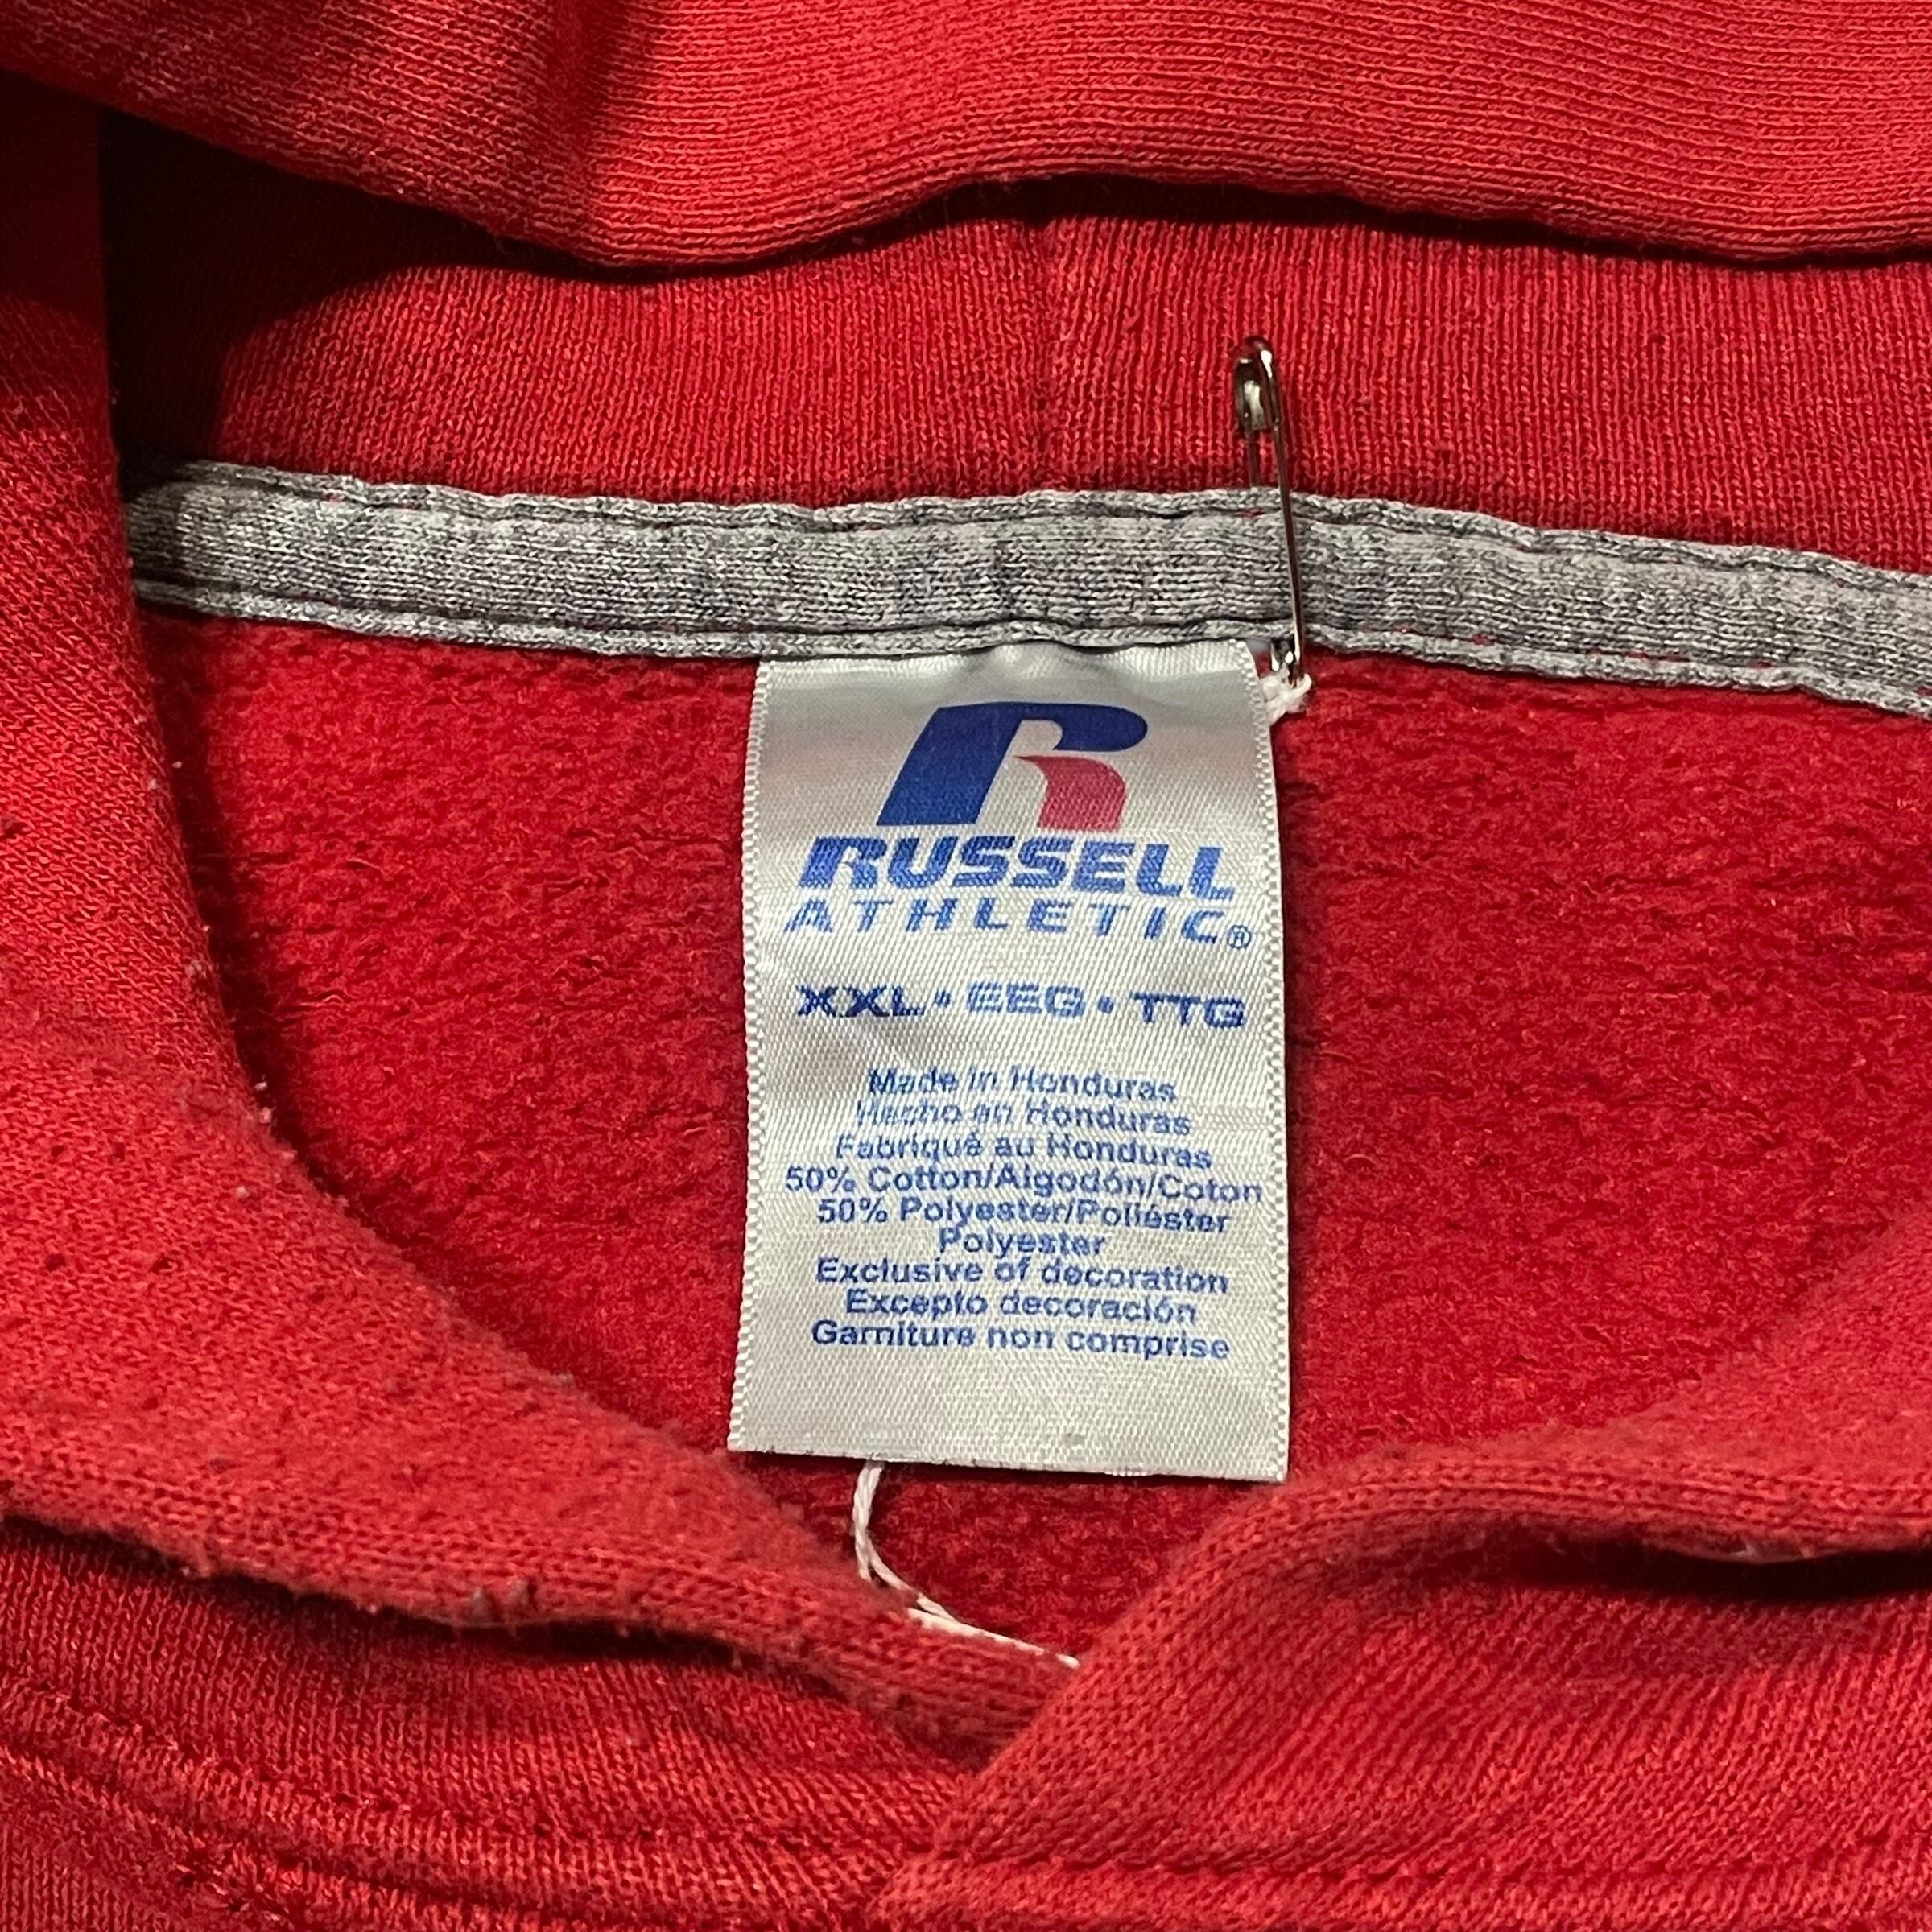 R
RUSSELL
ATHLETIC®
XXL • EEG • TTG
Made in Honduras
Hecho en Honduras
Fabriqué au Honduras
50% Cotton/Algodón/Coton
50% Polyester/Poliéster
Polyester
Exclusive of decoration
Excepto decoración
Garniture non comprise